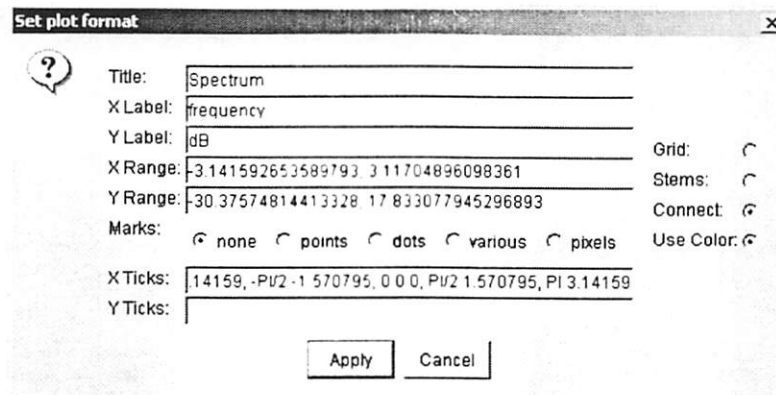 Set plot format
Title: Spectrum
X Label: frequency
Y Label: dB
X Range: -3.141592653589793, 3.11704896098361
Y Range: -30.37574814413328, 17.833077945296893
Marks:
none points dots various pixels
X Ticks: .14159, -PI/2 -1.570795, 0 0.0, PI/2 1.570795, PI 3.14159
Y Ticks:
Grid:
Stems:
Connect:
Use Color:
Apply Cancel